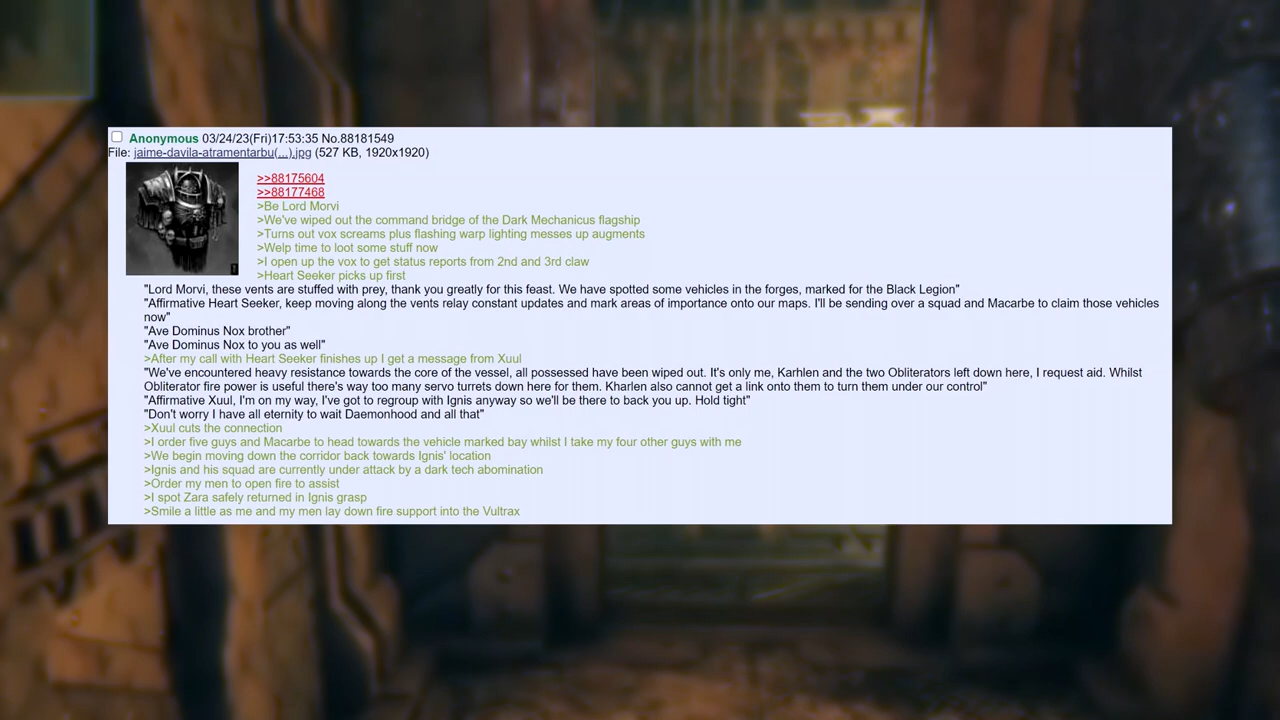 Anonymous 03/24/23(Fri)17:53:35 No.88181549
File: jaime-davila-atramentarbu(...).jpg (527 KB, 1920x1920)
>>88175604
>>88177468
>Be Lord Morvi
>We've wiped out the command bridge of the Dark Mechanicus flagship
>Turns out vox screams plus flashing warp lighting messes up augments
>Welp time to loot some stuff now
>I open up the vox to get status reports from 2nd and 3rd claw
>Heart Seeker picks up first
"Lord Morvi, these vents are stuffed with prey, thank you greatly for this feast. We have spotted some vehicles in the forges, marked for the Black Legion"
"Affirmative Heart Seeker, keep moving along the vents relay constant updates and mark areas of importance onto our maps. I'll be sending over a squad and Macarbe to claim those vehicles
now"
"Ave Dominus Nox brother"
"Ave Dominus Nox to you as well"
>After my call with Heart Seeker finishes up I get a message from Xuul
"We've encountered heavy resistance towards the core of the vessel, all possessed have been wiped out. It's only me, Karhlen and the two Obliterators left down here, I request aid. Whilst
Obliterator fire power is useful there's way too many servo turrets down here for them. Kharlen also cannot get a link onto them to turn them under our control"
"Affirmative Xuul, I'm on my way, I've got to regroup with Ignis anyway so we'll be there to back you up. Hold tight"
"Don't worry I have all eternity to wait Daemonhood and all that"
>Xuul cuts the connection
>I order five guys and Macarbe to head towards the vehicle marked bay whilst I take my four other guys with me
>We begin moving down the corridor back towards Ignis' location
>Ignis and his squad are currently under attack by a dark tech abomination
>Order my men to open fire to assist
>I spot Zara safely returned in Ignis grasp
>Smile a little as me and my men lay down fire support into the Vultrax